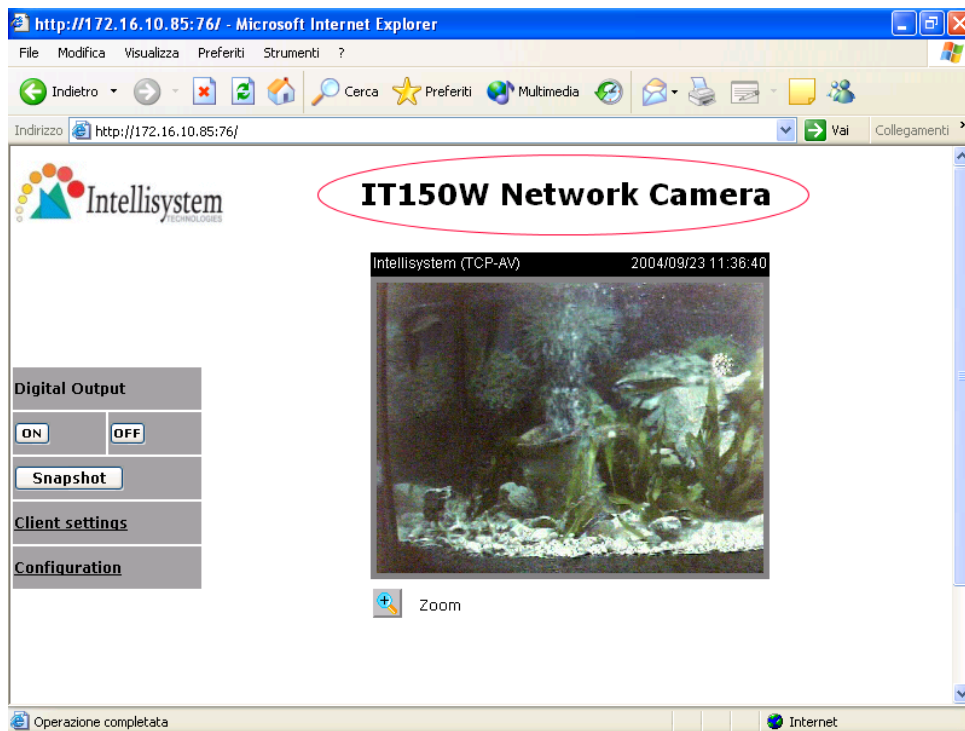 http://172.16.10.85:76/ - Microsoft Internet Explorer
File Modifica Visualizza Preferiti Strumenti ?
Indietro Cerca Preferiti Multimedia
Indirizzo http://172.16.10.85:76/ Vai Collegamenti
Intellisystem
TECHNOLOGIES
IT150W Network Camera
Intellisystem (TCP-AV) 2004/09/23 11:36:40
Digital Output
ON OFF
Snapshot
Client settings
Configuration
Zoom
Operazione completata Internet